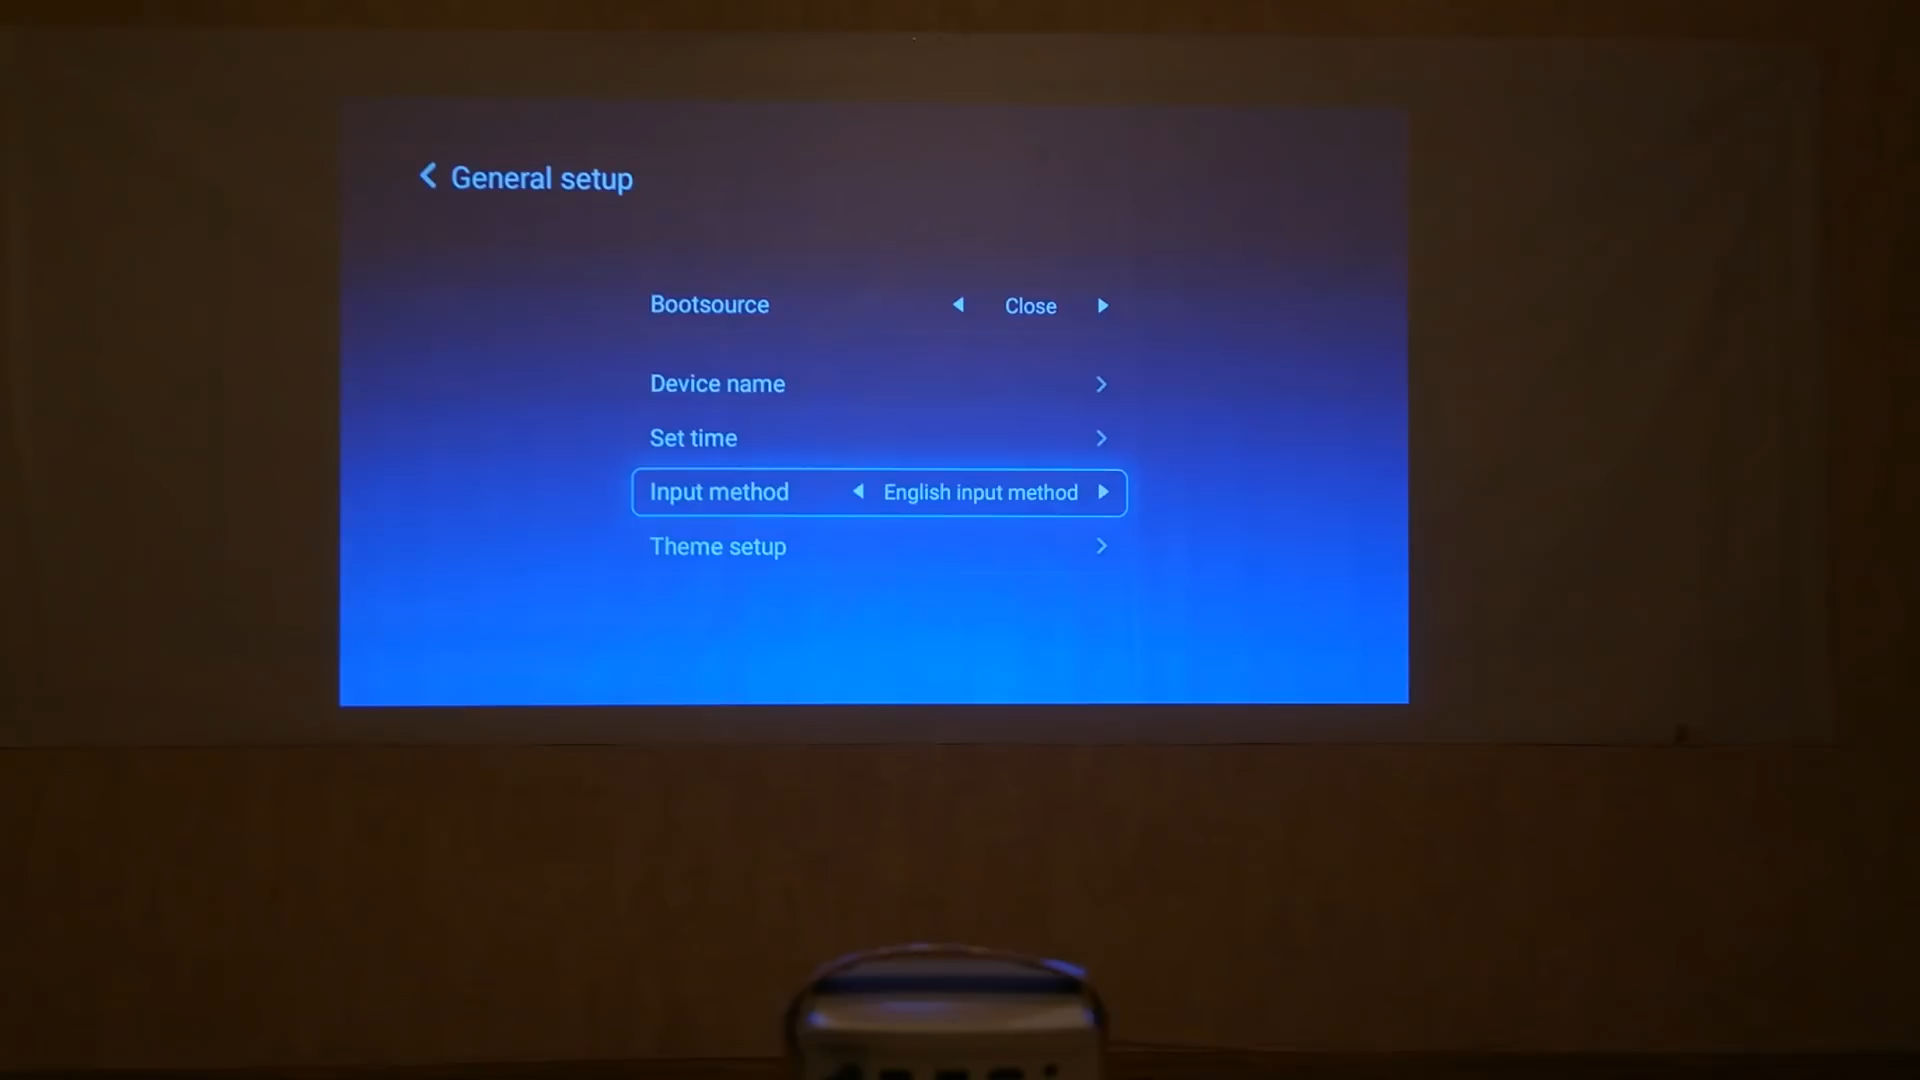 General setup
Bootsource Close
Device name
Set time
Input method English input method
Theme setup